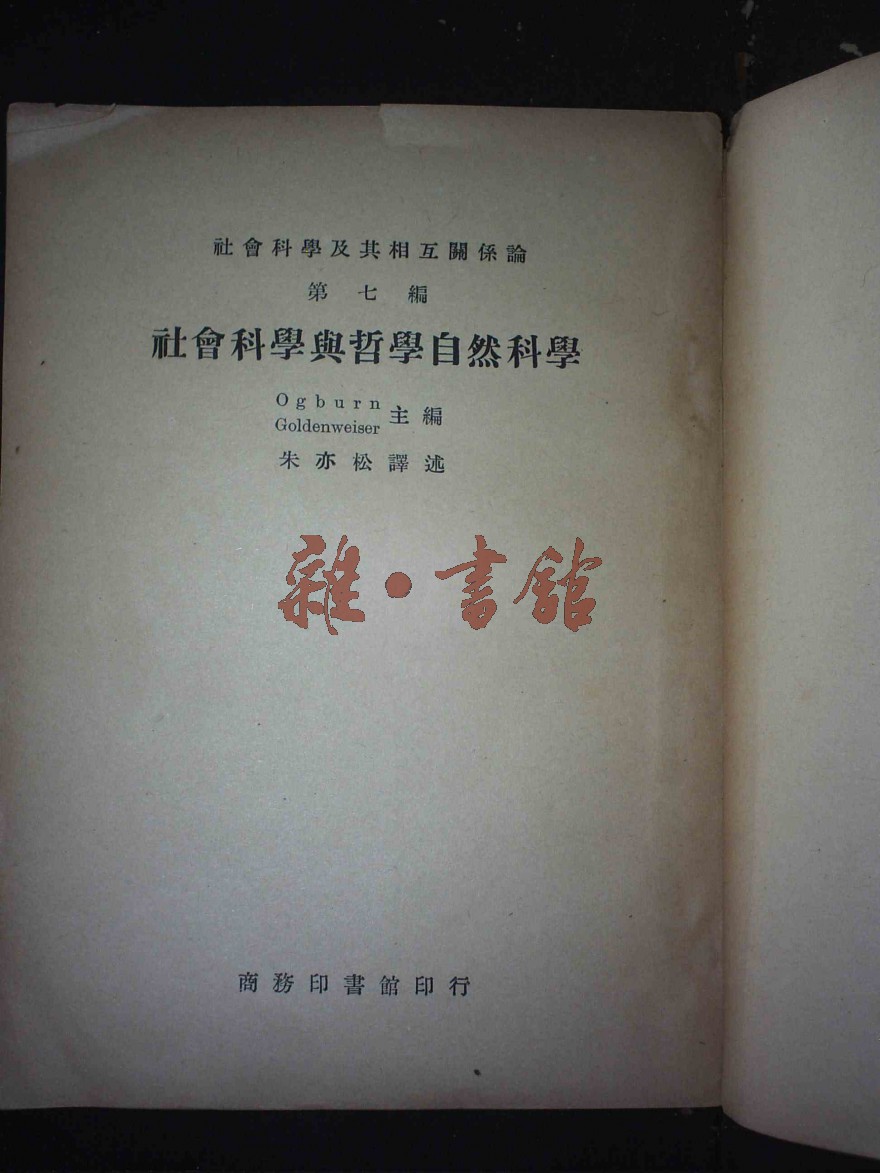 社會科學及其相互關係論
第七編
社會科學與哲學自然科學
Ogburn
Goldenweiser 主編
朱亦松譯述
雜·書館
商務印書館印行